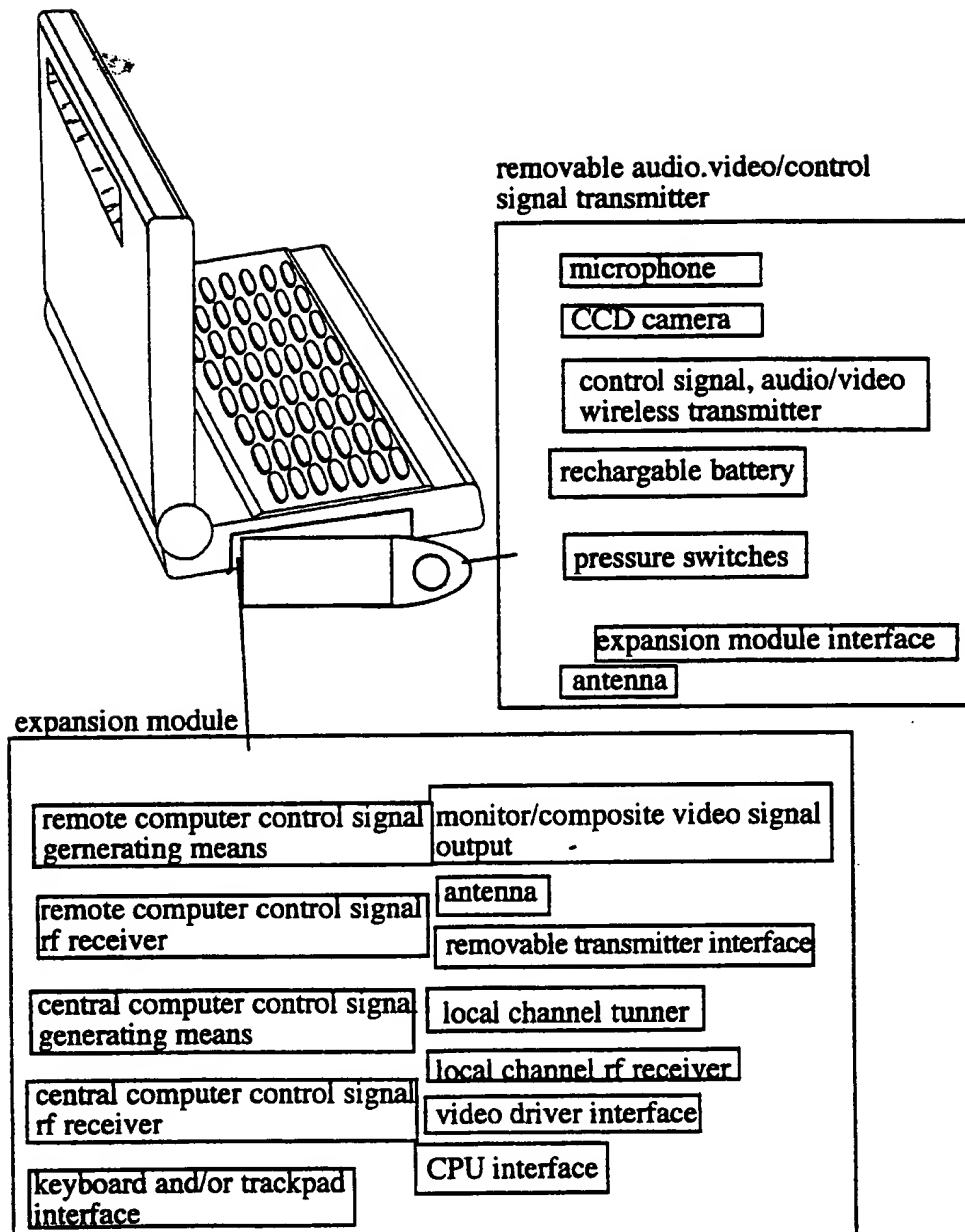 removable audio.video/control
signal transmitter
microphone
CCD camera
control signal, audio/video
wireless transmitter
rechargable battery
pressure switches
expansion module interface
antenna
expansion module
remote computer control signal
gernerating means
remote computer control signal
rf receiver
central computer control signal
generating means
central computer control signal
rf receiver
keyboard and/or trackpad
interface
monitor/composite video signal
output
antenna
removable transmitter interface
local channel tunner
local channel rf receiver
video driver interface
CPU interface